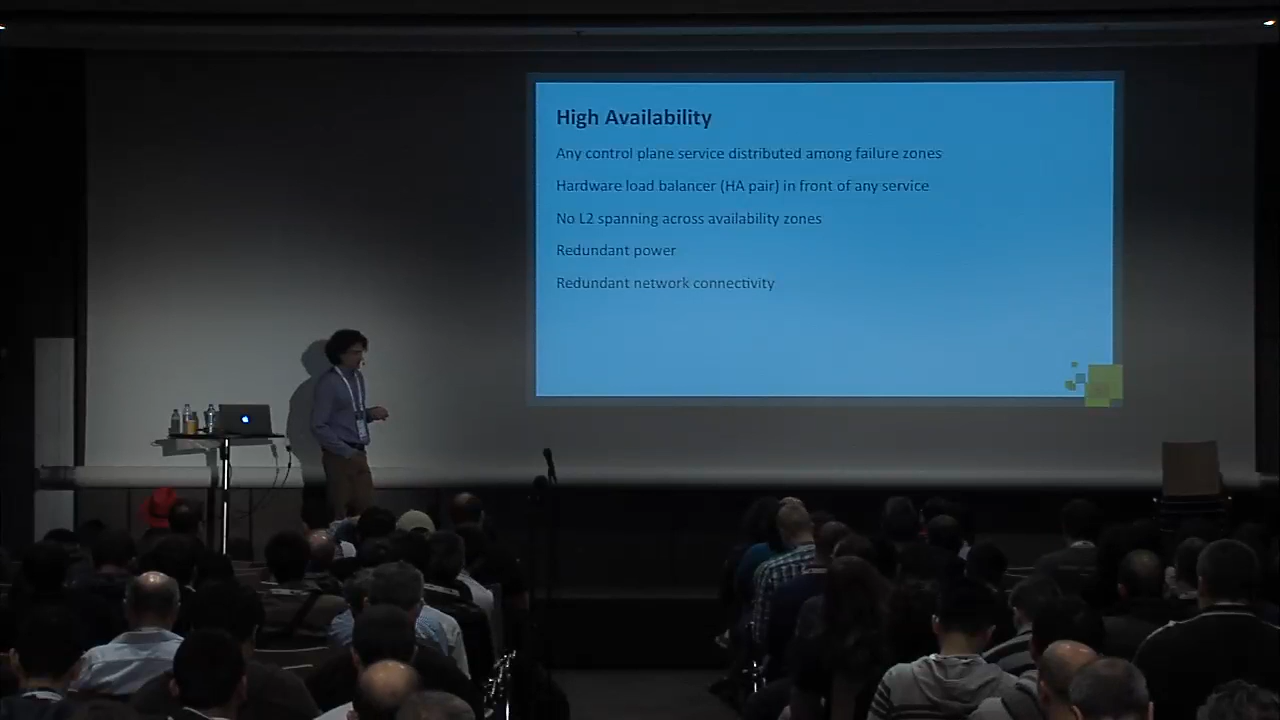 High Availability
Any control plane service distributed among failure zones
Hardware load balancer (HA pair) in front of any service
No L2 spanning across availability zones
Redundant power
Redundant network connectivity